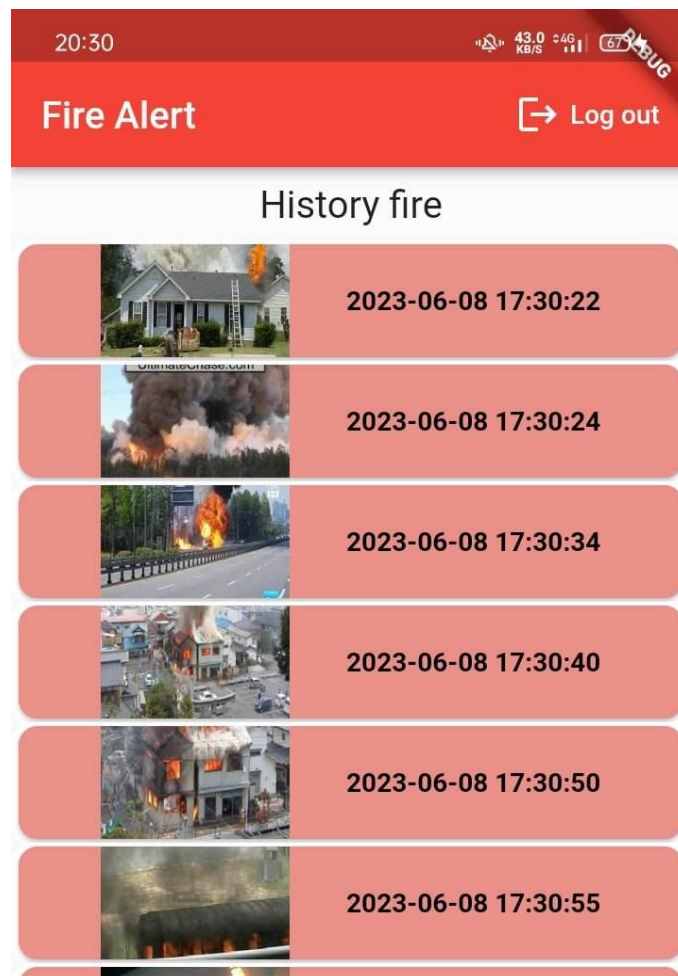 20:30 43.0 KB/S 4G 67 DEBUG
Fire Alert Log out
History fire
2023-06-08 17:30:22
UltimateChase.com
2023-06-08 17:30:24
2023-06-08 17:30:34
2023-06-08 17:30:40
2023-06-08 17:30:50
2023-06-08 17:30:55